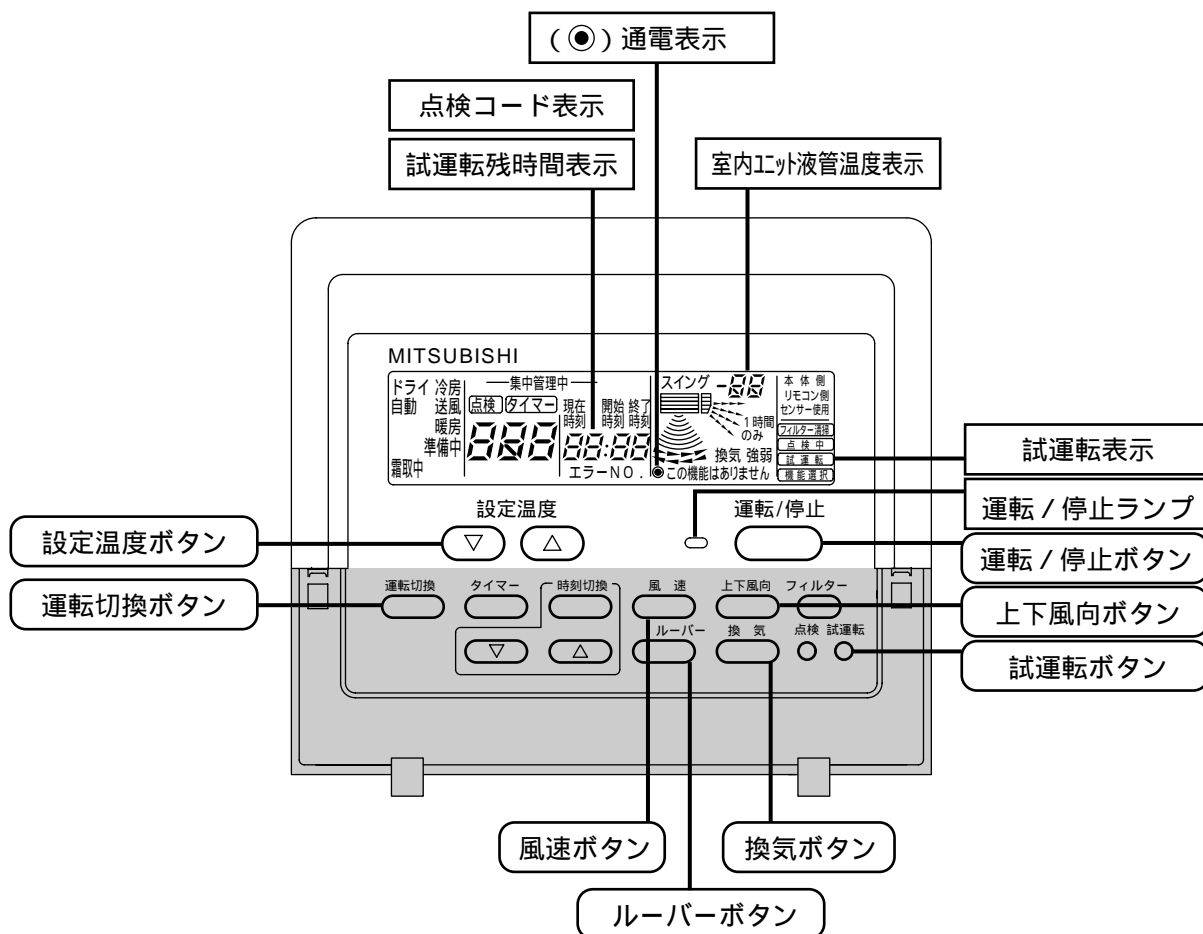 (◉)通電表示
点検コード表示
試運転残時間表示
室内ユニット液管温度表示
MITSUBISHI
ドライ 冷房
自動 送風
暖房
準備中
霜取中
集中管理中
点検 タイマー
現在 開始 終了
時刻 時刻 時刻
88:88
888
エラーNO.
スイング -88
1時間
のみ
換気 強弱
◉この機能はありません
本体側
リモコン側
センサー使用
フィルター清掃
点検中
試運転
機能選択
設定温度
▽ △
運転/停止
運転切換 タイマー 時刻切換 風速 上下風向 フィルター
▽ △
ルーバー 換気 点検 試運転
設定温度ボタン
運転切換ボタン
試運転表示
運転/停止ランプ
運転/停止ボタン
上下風向ボタン
試運転ボタン
風速ボタン
換気ボタン
ルーバーボタン